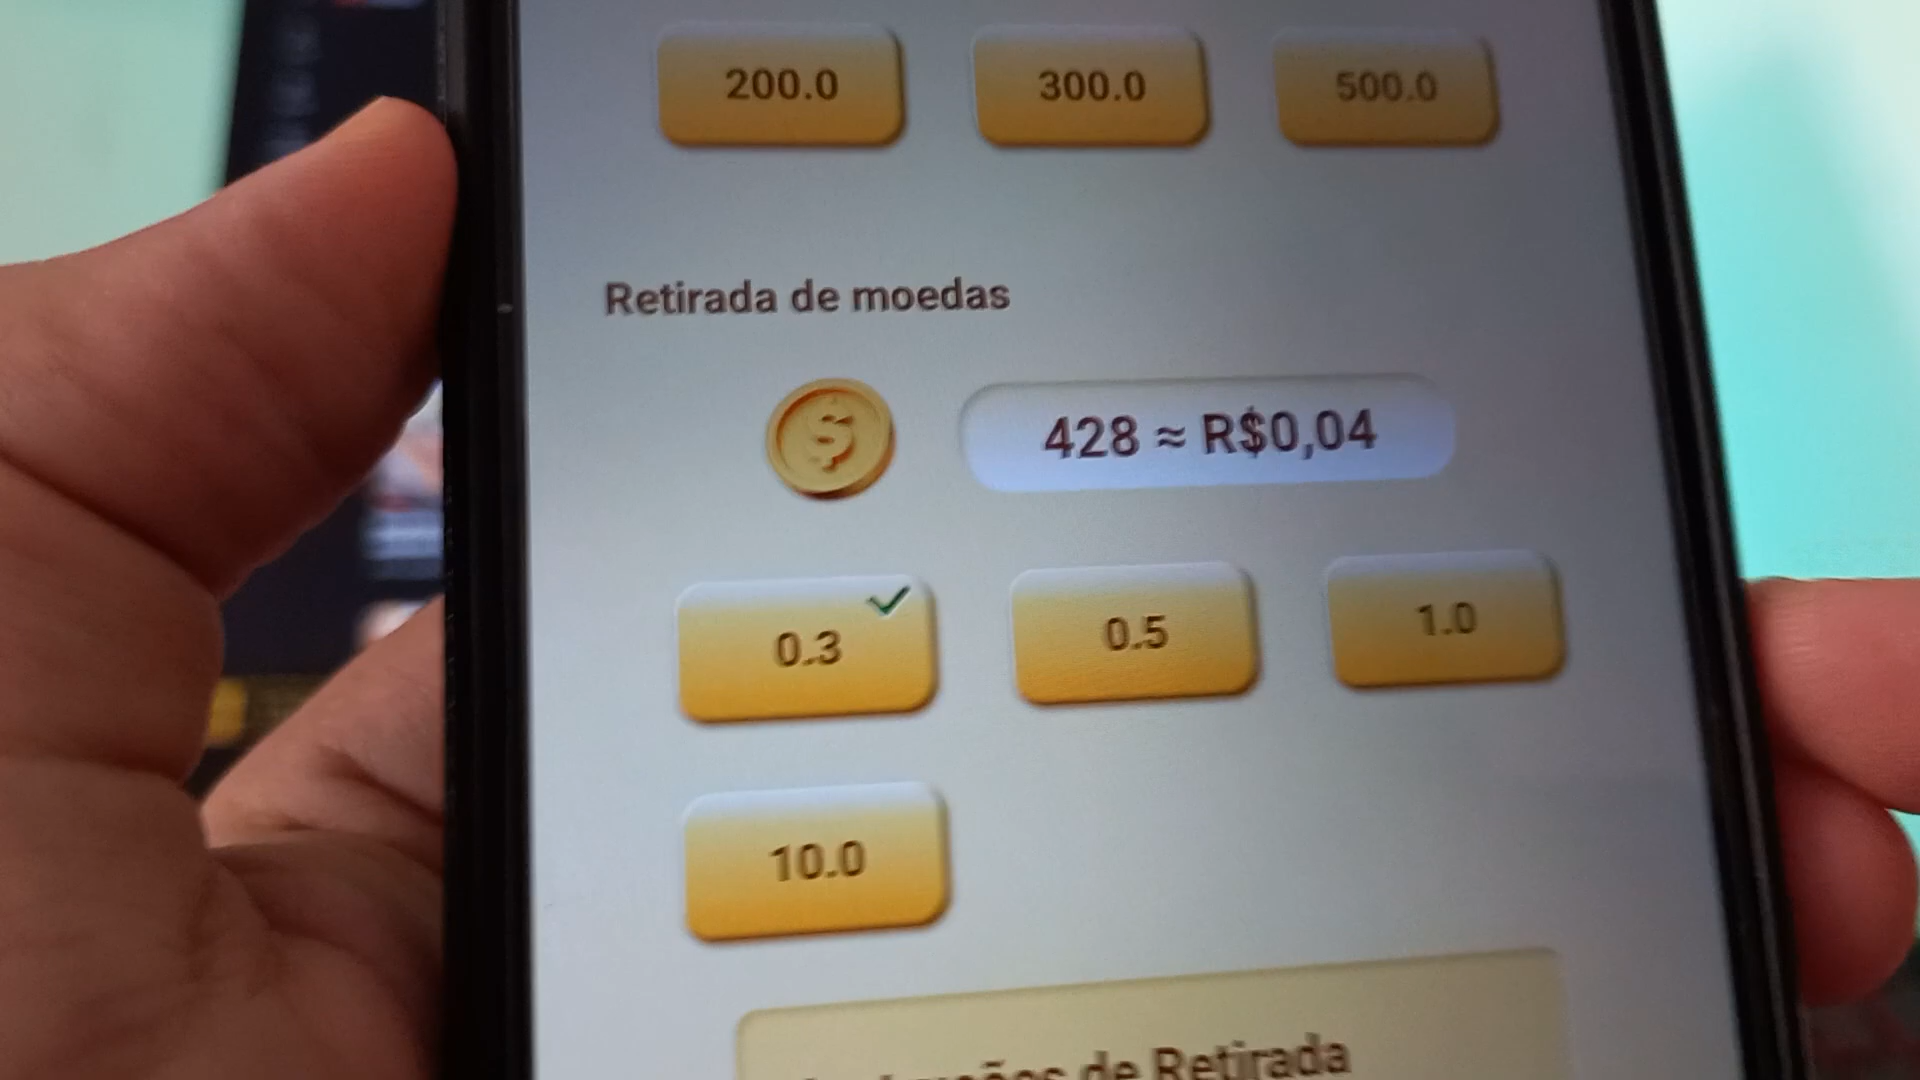 200.0 300.0 500.0
Retirada de moedas
$ 428 ≈ R$0,04
0.3 0.5 1.0
10.0
de Retirada